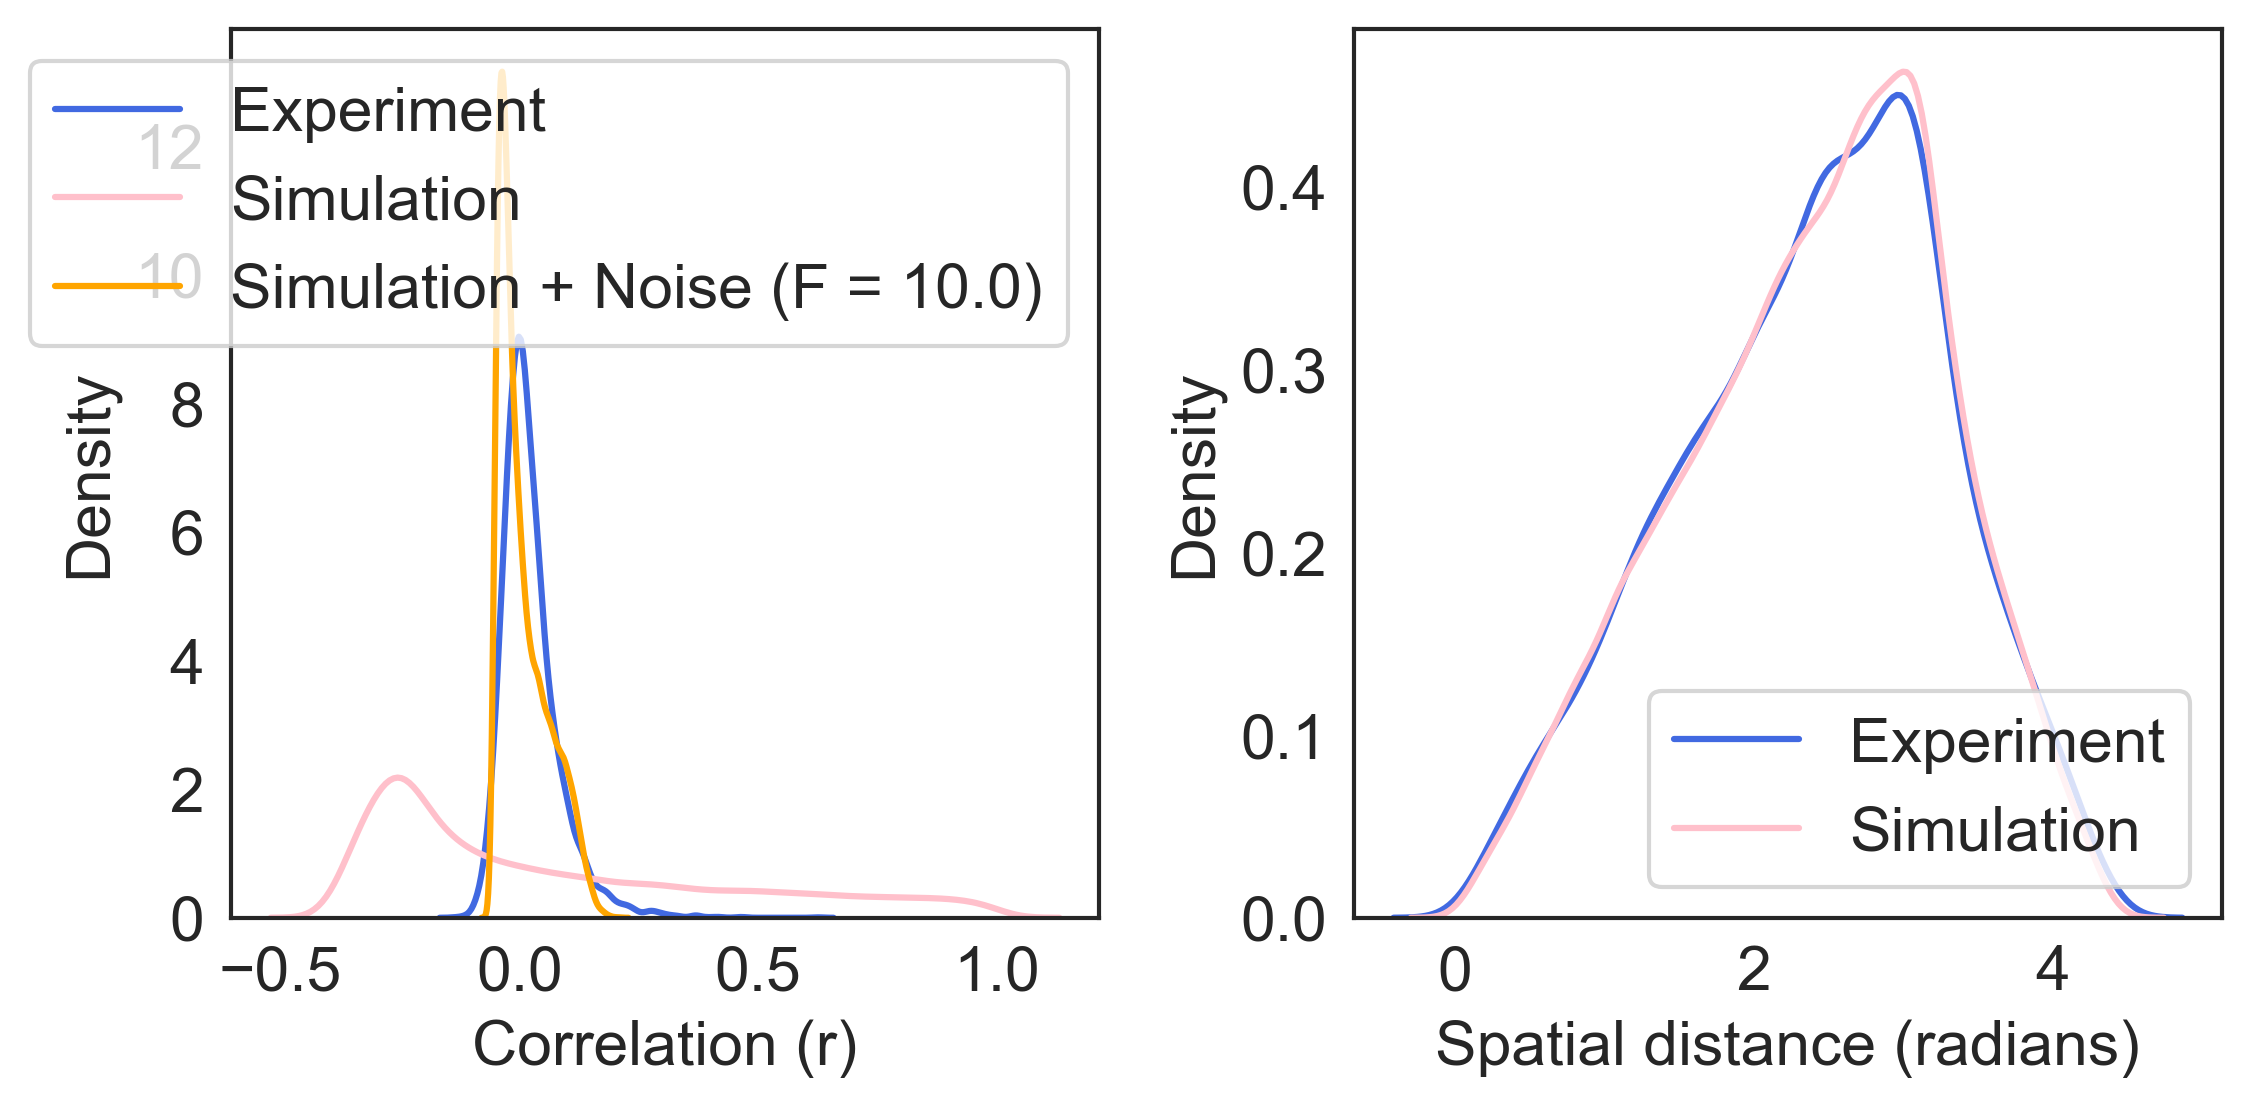 Experiment
Simulation
Simulation + Noise (F = 10.0)
12
10
8
6
4
2
0
Density
−0.5 0.0 0.5 1.0
Correlation (r)
0.4
0.3
0.2
0.1
0.0
Density
Experiment
Simulation
0 2 4
Spatial distance (radians)